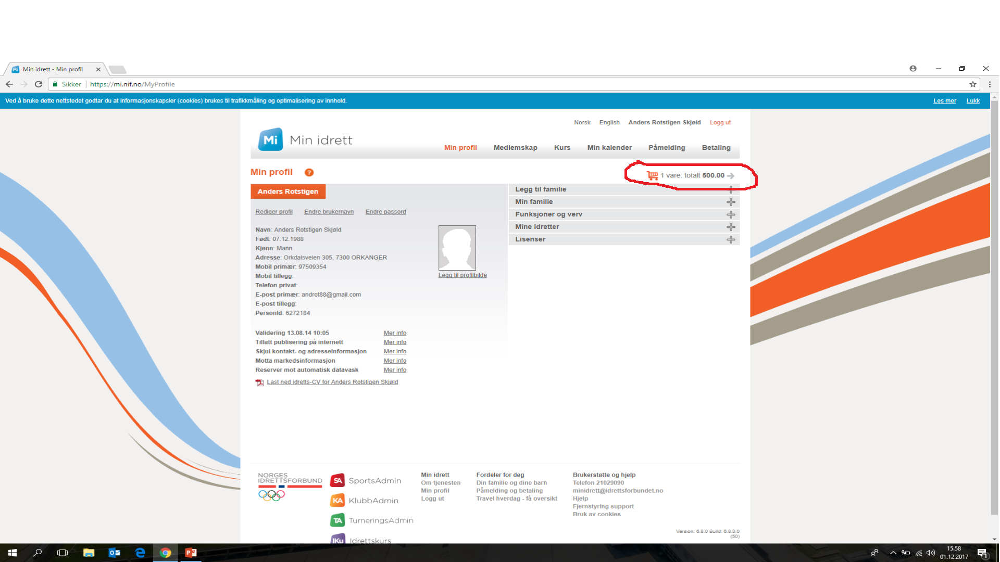 Min idrett - Min profil
Sikker https://mi.nif.no/MyProfile
Ved å bruke dette nettstedet godtar du at informasjonskapsler (cookies) brukes til trafikkmåling og optimalisering av innhold. Les mer Lukk
Norsk English Anders Rotstigen Skjøld Logg ut
Mi Min idrett
Min profil Medlemskap Kurs Min kalender Påmelding Betaling
Min profil ?
1 vare: totalt 500.00
Anders Rotstigen
Rediger profil Endre brukernavn Endre passord
Navn: Anders Rotstigen Skjøld
Født: 07.12.1988
Kjønn: Mann
Adresse: Orkdalsveien 305, 7300 ORKANGER
Mobil primær: 97509354
Mobil tillegg:
Telefon privat:
E-post primær: androt88@gmail.com
E-post tillegg:
PersonId: 6272184
Legg til profilbilde
Validering 13.08.14 10:05 Mer info
Tillatt publisering på internett Mer info
Skjul kontakt- og adresseinformasjon Mer info
Motta markedsinformasjon Mer info
Reserver mot automatisk datavask Mer info
Last ned idretts-CV for Anders Rotstigen Skjøld
Legg til familie
Min familie
Funksjoner og verv
Mine idretter
Lisenser
NORGES
IDRETTSFORBUND
SA SportsAdmin
KA KlubbAdmin
TA TurneringsAdmin
IKu Idrettskurs
Min idrett
Om tjenesten
Min profil
Logg ut
Fordeler for deg
Din familie og dine barn
Påmelding og betaling
Travel hverdag - få oversikt
Brukerstøtte og hjelp
Telefon 21029090
minidrett@idrettsforbundet.no
Hjelp
Fjernstyring support
Bruk av cookies
Version: 6.8.0 Build: 6.8.0.0
(50)
15.58
01.12.2017